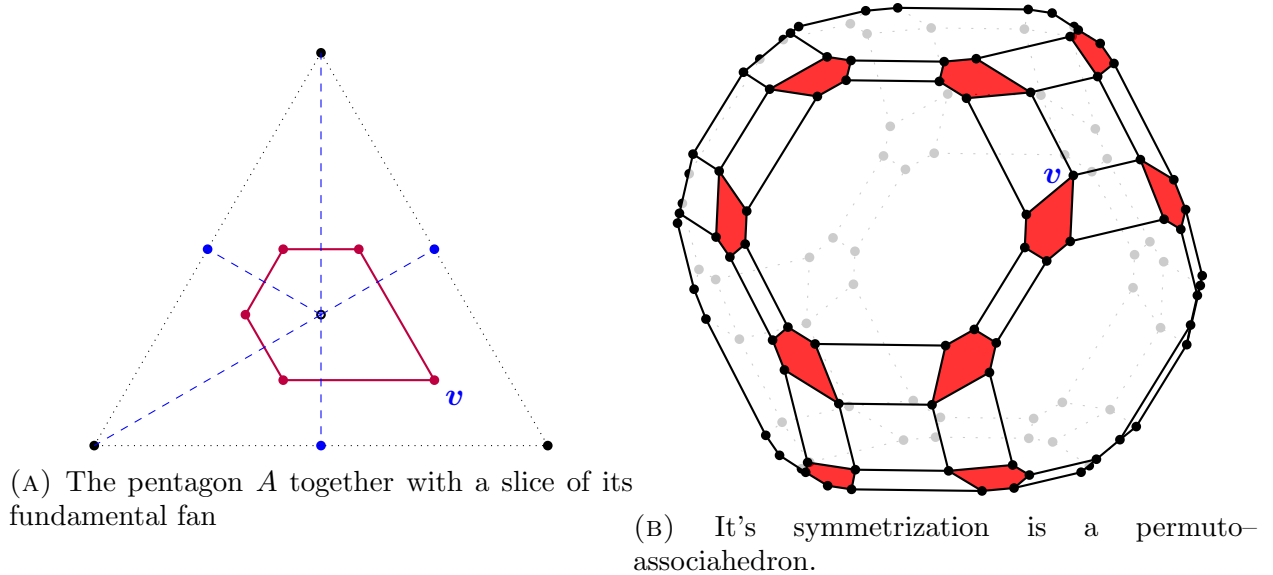 v
v
(A) The pentagon A together with a slice of its
fundamental fan
(B) It's symmetrization is a permuto–
associahedron.